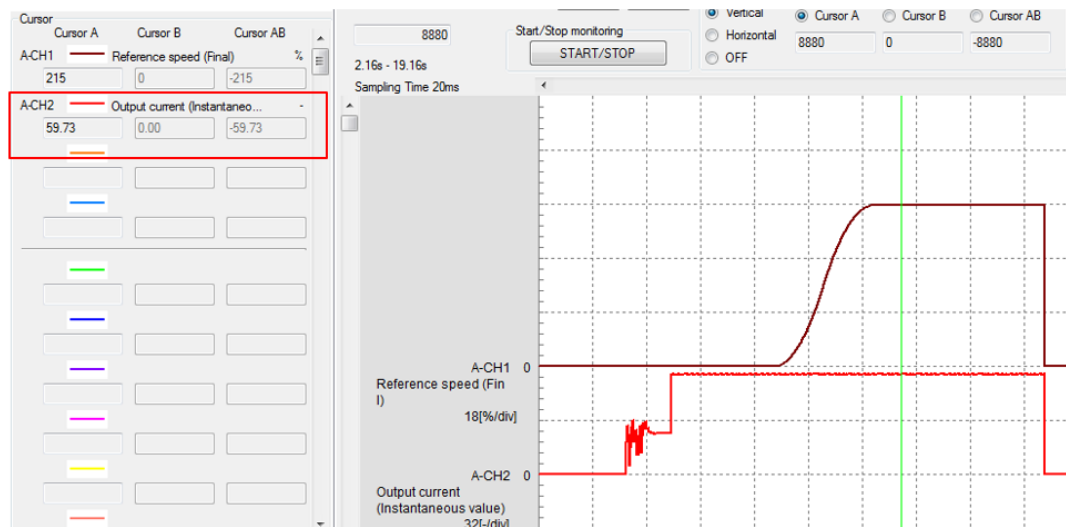 Cursor
Cursor A Cursor B Cursor AB
A-CH1 Reference speed (Final) %
215 0 -215
A-CH2 Output current (Instantaneo... -
59.73 0.00 -59.73
8880
2.16s - 19.16s
Sampling Time 20ms
Start/Stop monitoring
START/STOP
Vertical
Horizontal
OFF
Cursor A Cursor B Cursor AB
8880 0 -8880
A-CH1 0
Reference speed (Fin
l)
18[%/div]
A-CH2 0
Output current
(Instantaneous value)
32[-/div]